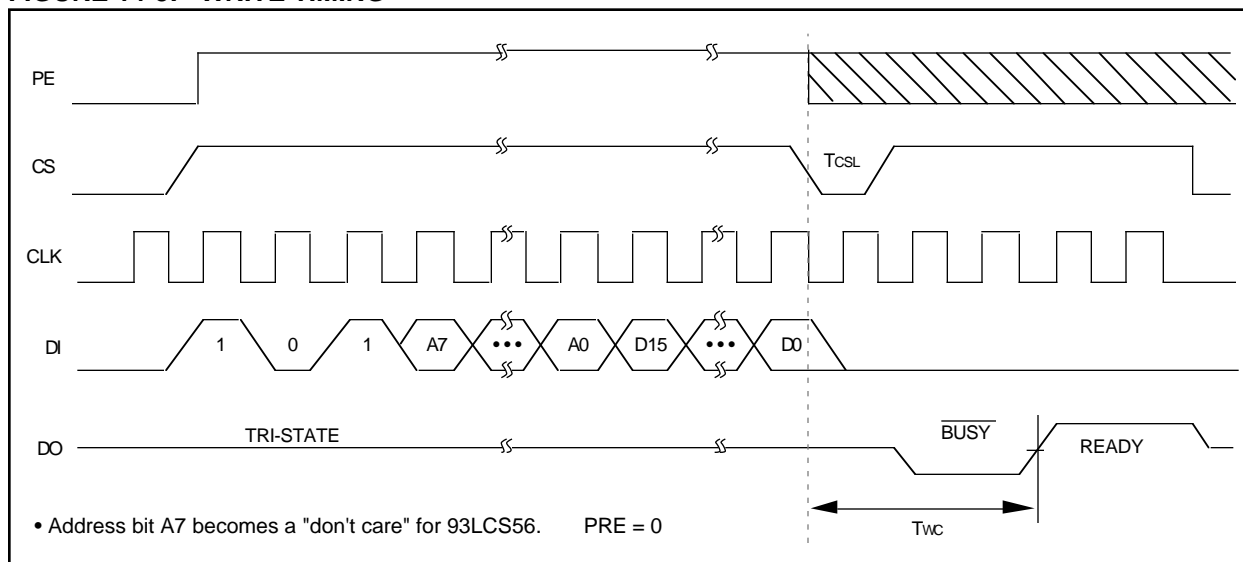 PE
CS
TCSL
CLK
DI
1 0 1 A7 ••• A0 D15 ••• D0
DO
TRI-STATE
BUSY
READY
• Address bit A7 becomes a "don't care" for 93LCS56. PRE = 0
TWC